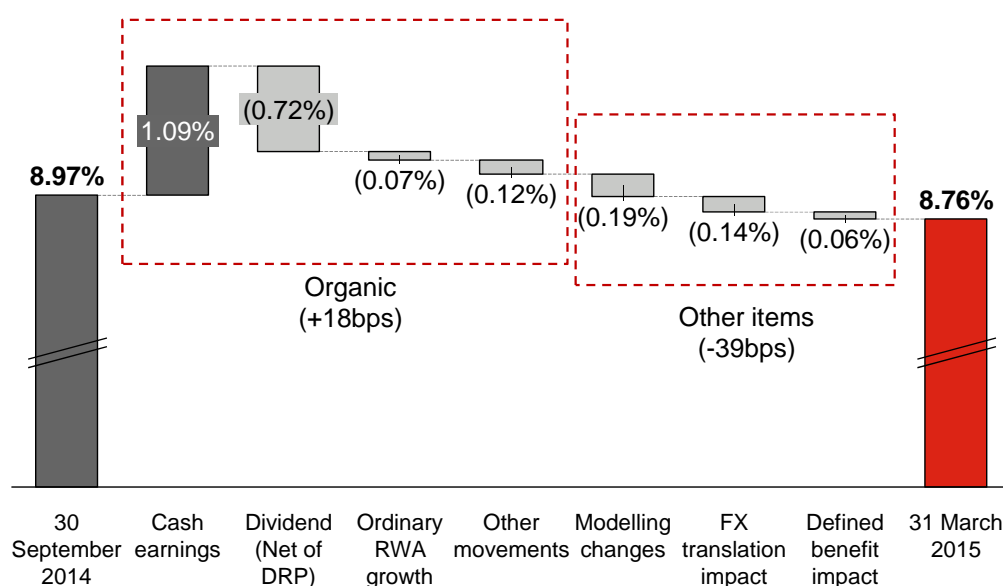 1.09%
(0.72%)
8.97%
(0.07%)
(0.12%)
(0.19%)
(0.14%)
(0.06%)
8.76%
Organic
(+18bps)
Other items
(-39bps)
30
September
2014
Cash
earnings
Dividend
(Net of
DRP)
Ordinary
RWA
growth
Other
movements
Modelling
changes
FX
translation
impact
Defined
benefit
impact
31 March
2015